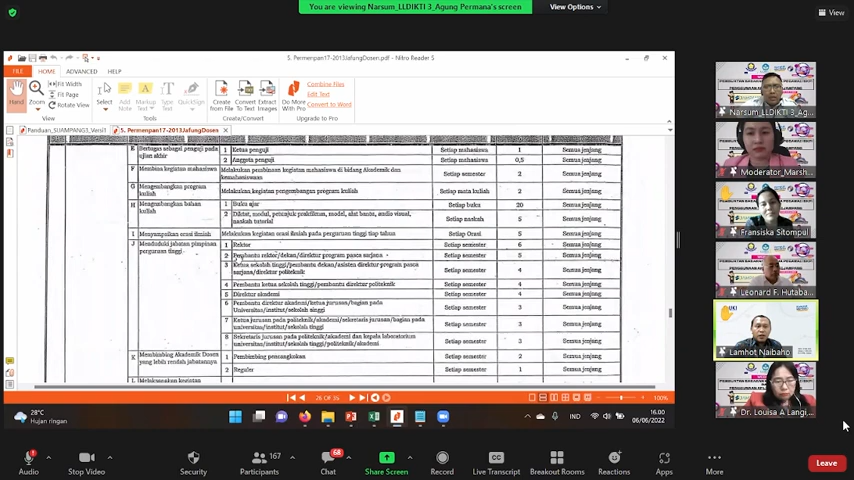 You are viewing Narsum_LLDIKTI 3_Agung Permana's screen
View Options
View
5. Permenpan17-2013JafungDosen.pdf - Nitro Reader 5
FILE
HOME
ADVANCED
HELP
Hand
Zoom
Fit Width
Fit Page
Rotate View
View
Select
Add Note
Markup Text
Type Text
QuickSign
Tools
Create from File
Convert To Word
Extract Images
Create/Convert
Do More With Pro
Combine Files
Edit Text
Convert to Word
Upgrade to Pro
5. Permenpan17-2013JafungDosen
E Bertugas sebagai penguji pada ujian akhir
1 Ketua penguji Setiap mahasiswa 1 Semua jenjang
2 Anggota penguji Setiap mahasiswa 0,5 Semua jenjang
F Membina kegiatan mahasiswa
Melakukan pembinaan kegiatan mahasiswa di bidang Akademik dan kemahasiswaan Setiap semester 2 Semua jenjang
G Mengembangkan program kuliah
Melakukan kegiatan pengembangan program kuliah Setiap mata kuliah 2 Semua jenjang
H Mengembangkan bahan kuliah
1 Buku ajar Setiap buku 20 Semua jenjang
2 Diktat, modul, petunjuk praktikum, model, alat bantu, audio visual, naskah tutorial Setiap naskah 5 Semua jenjang
I Menyampaikan orasi ilmiah
Melakukan kegiatan orasi ilmiah pada perguruan tinggi tiap tahun Setiap Orasi 5 Semua jenjang
J Menduduki jabatan pimpinan perguruan tinggi
1 Rektor Setiap semester 6 Semua jenjang
2 Pembantu rektor/dekan/direktur program pasca sarjana Setiap semester 5 Semua jenjang
3 Ketua sekolah tinggi/pembantu dekan/asisten direktur program pasca sarjana/direktur politeknik Setiap semester 4 Semua jenjang
4 Pembantu ketua sekolah tinggi/pembantu direktur politeknik Setiap semester 4 Semua jenjang
5 Direktur akademi Setiap semester 4 Semua jenjang
6 Pembantu direktur akademi/ketua jurusan/bagian pada Universitas/institut/sekolah tinggi Setiap semester 3 Semua jenjang
7 Ketua jurusan pada politeknik/akademi/sekretaris jurusan/bagian pada universitas/institut/sekolah tinggi Setiap semester 3 Semua jenjang
8 Sekretaris jurusan pada politeknik/akademi dan kepala laboratorium universitas/institut/sekolah tinggi/politeknik/akademi Setiap semester 3 Semua jenjang
K Membimbing Akademik Dosen yang lebih rendah jabatannya
1 Pembimbing pencangkokan Setiap semester 2 Semua jenjang
2 Reguler Setiap semester 1 Semua jenjang
L Melaksanakan kegiatan
26 OF 35
100%
28°C
Hujan ringan
IND
16.00
06/06/2022
Narsum_LLDIKTI 3_Ag...
Moderator_Marsh...
Fransiska Sitompul
Leonard F. Hutaba...
Lamhot Naibaho
Dr. Louisa A Langi,...
Audio
Stop Video
Security
Participants
167
Chat
68
Share Screen
Record
Live Transcript
Breakout Rooms
Reactions
Apps
More
Leave